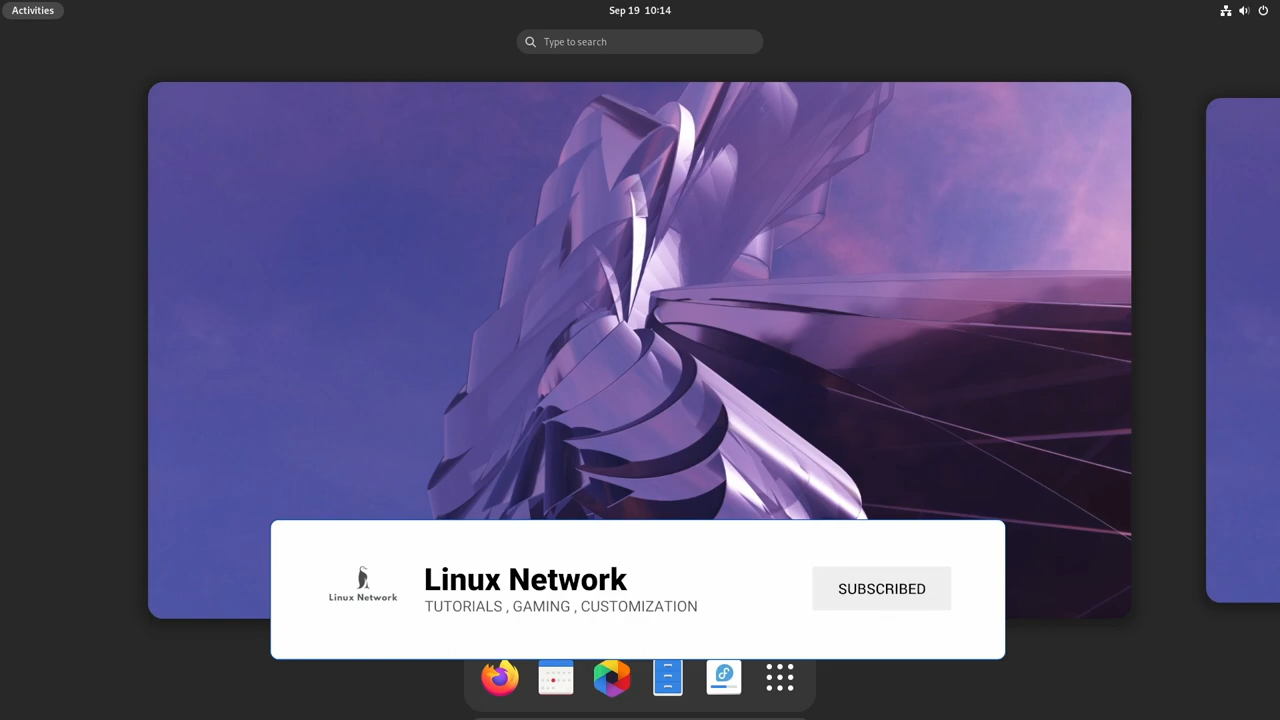 Activities
Sep 19 10:14
Type to search
Linux Network
Linux Network
TUTORIALS , GAMING , CUSTOMIZATION
SUBSCRIBED